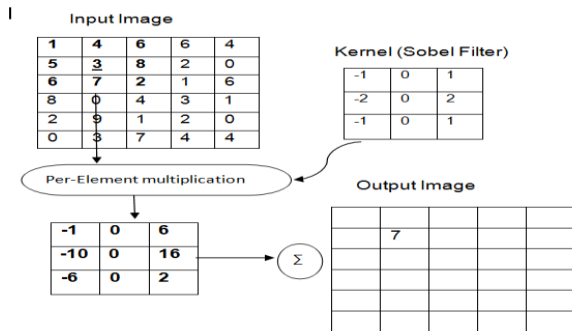 I
Input Image
1 4 6 6 4
5 3 8 2 0
6 7 2 1 6
8 0 4 3 1
2 9 1 2 0
0 3 7 4 4
Kernel (Sobel Filter)
-1 0 1
-2 0 2
-1 0 1
Per-Element multiplication
-1 0 6
-10 0 16
-6 0 2
Σ
Output Image
7